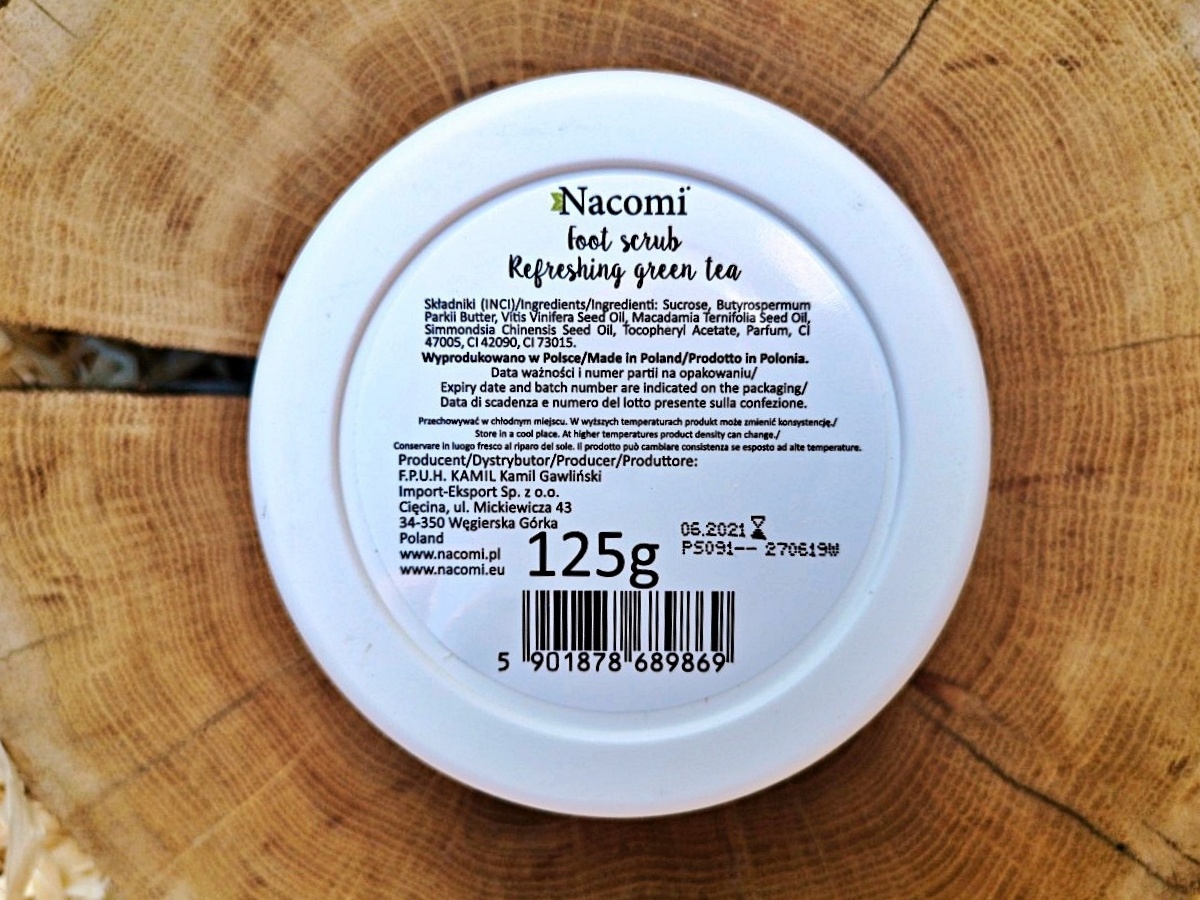 Nacomi
foot scrub
Refreshing green tea
Składniki (INCI)/Ingredients/Ingredienti: Sucrose, Butyrospermum
Parkii Butter, Vitis Vinifera Seed Oil, Macadamia Ternifolia Seed Oil,
Simmondsia Chinensis Seed Oil, Tocopheryl Acetate, Parfum, CI
47005, CI 42090, CI 73015.
Wyprodukowano w Polsce/Made in Poland/Prodotto in Polonia.
Data ważności i numer partii na opakowaniu/
Expiry date and batch number are indicated on the packaging/
Data di scadenza e numero del lotto presente sulla confezione.
Przechowywać w chłodnym miejscu. W wyższych temperaturach produkt może zmienić konsystencję./
Store in a cool place. At higher temperatures product density can change./
Conservare in luogo fresco al riparo del sole. Il prodotto può cambiare consistenza se esposto ad alte temperature.
Producent/Dystrybutor/Producer/Produttore:
F.P.U.H. KAMIL Kamil Gawliński
Import-Eksport Sp. z o.o.
Cięcina, ul. Mickiewicza 43
34-350 Węgierska Górka
Poland
www.nacomi.pl
www.nacomi.eu
125g
06.2021
PS091-- 270619W
5 901878 689869